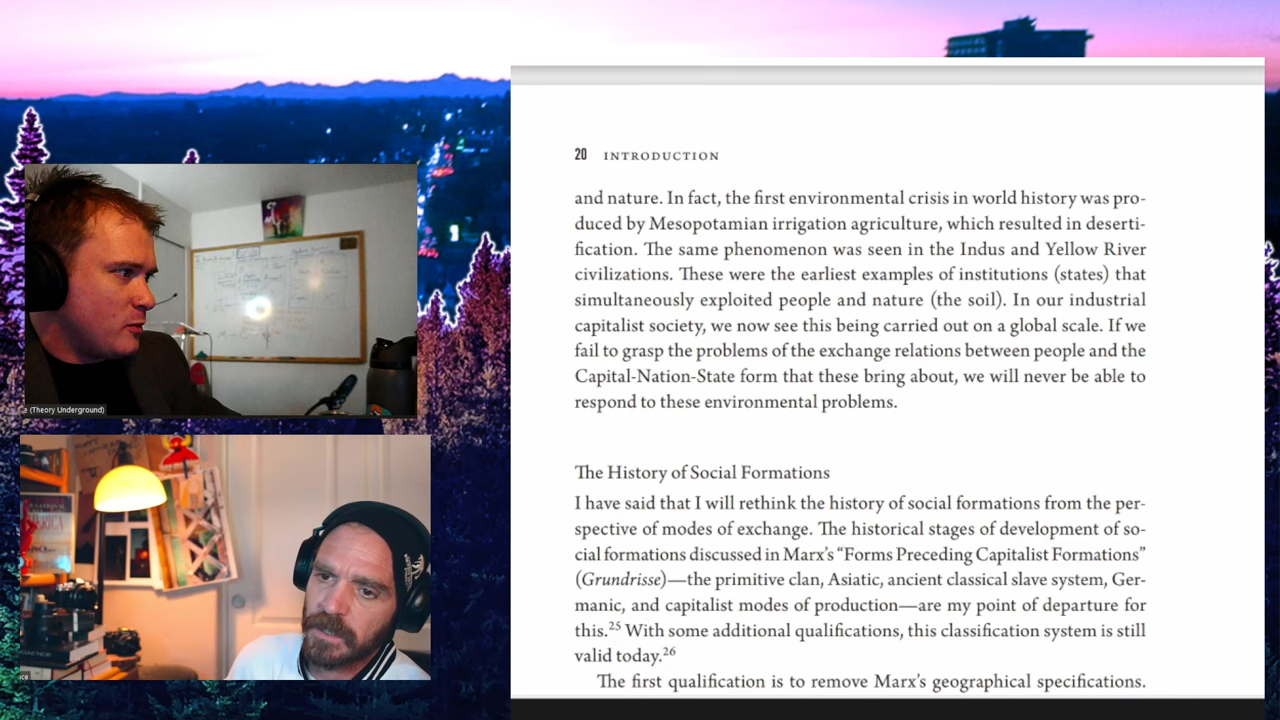 20 INTRODUCTION
and nature. In fact, the first environmental crisis in world history was pro-
duced by Mesopotamian irrigation agriculture, which resulted in deserti-
fication. The same phenomenon was seen in the Indus and Yellow River
civilizations. These were the earliest examples of institutions (states) that
simultaneously exploited people and nature (the soil). In our industrial
capitalist society, we now see this being carried out on a global scale. If we
fail to grasp the problems of the exchange relations between people and the
Capital-Nation-State form that these bring about, we will never be able to
respond to these environmental problems.
The History of Social Formations
I have said that I will rethink the history of social formations from the per-
spective of modes of exchange. The historical stages of development of so-
cial formations discussed in Marx's “Forms Preceding Capitalist Formations”
(Grundrisse)—the primitive clan, Asiatic, ancient classical slave system, Ger-
manic, and capitalist modes of production—are my point of departure for
this.25 With some additional qualifications, this classification system is still
valid today.26
The first qualification is to remove Marx's geographical specifications.
(Theory Underground)